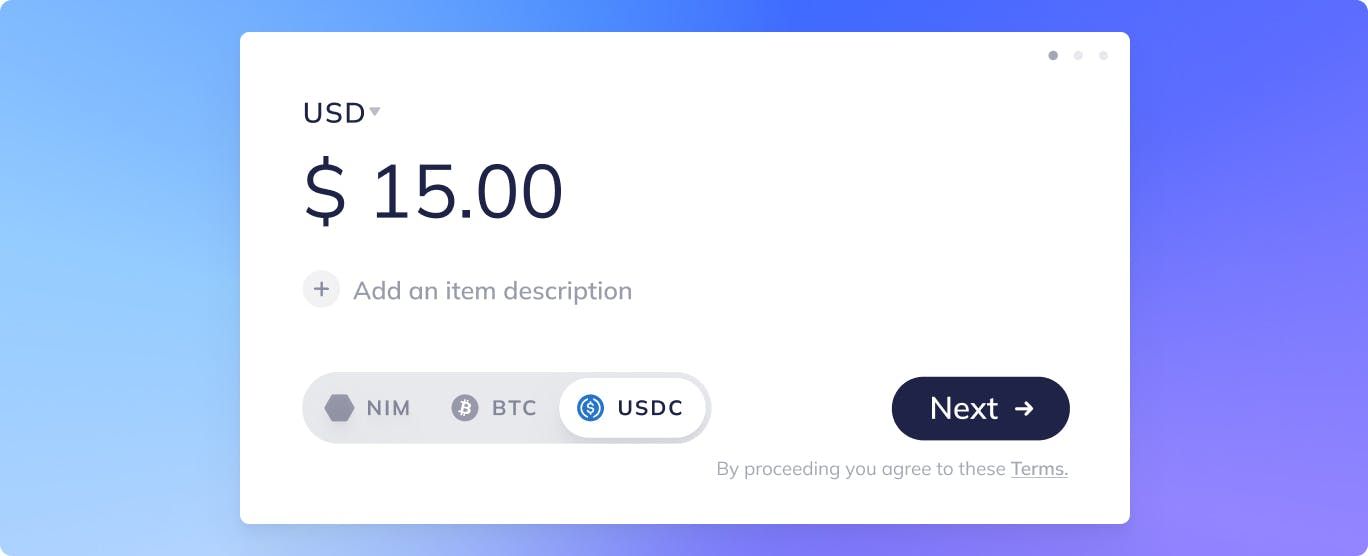 USD
$ 15.00
+ Add an item description
NIM BTC USDC
Next →
By proceeding you agree to these Terms.